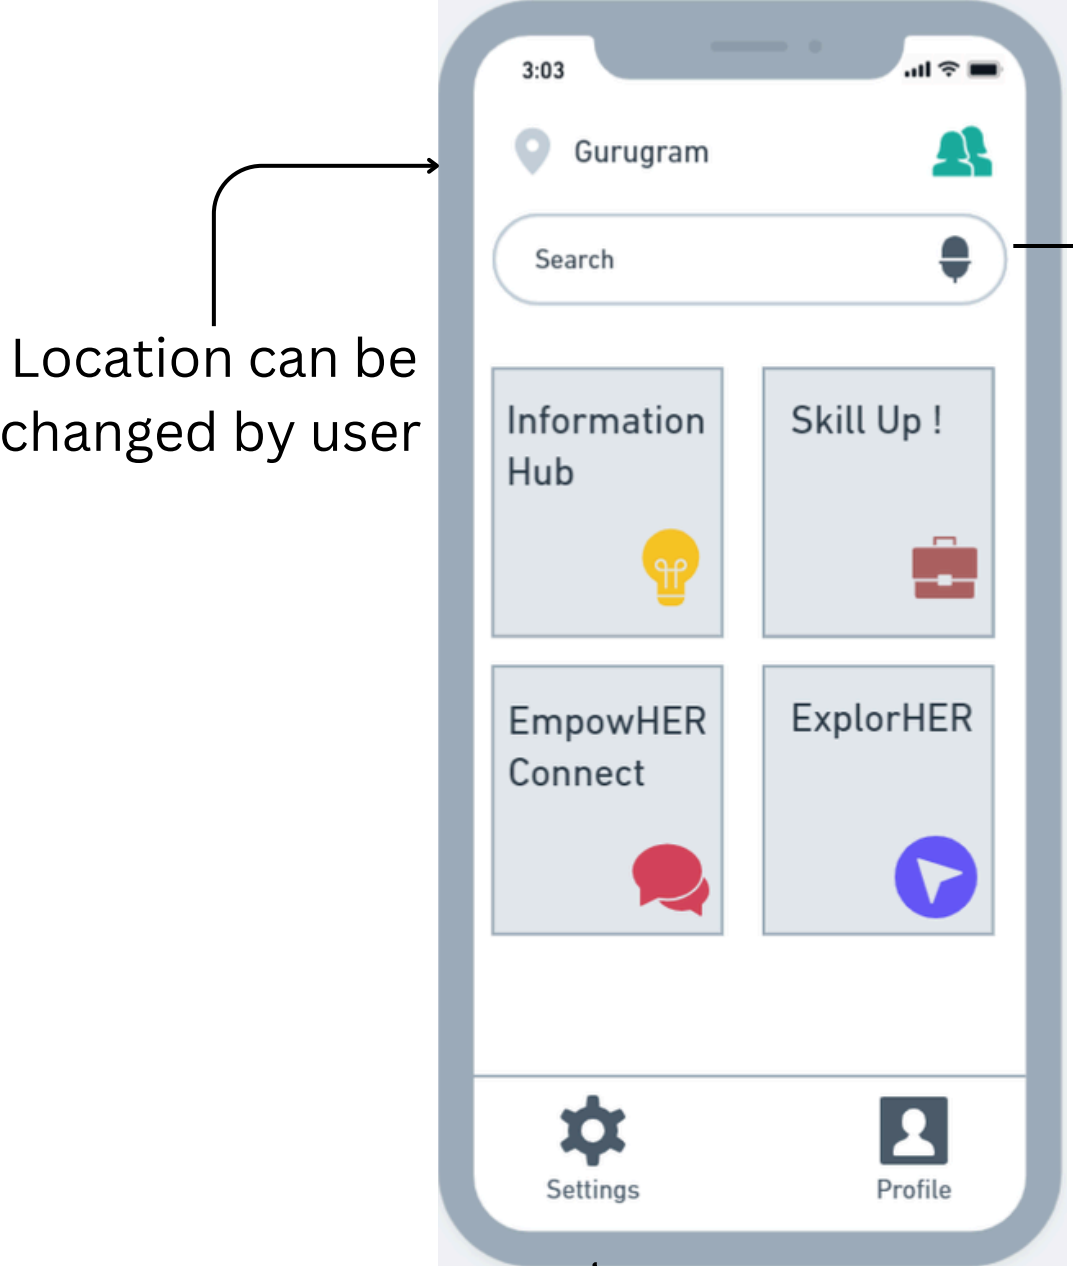 3:03
Gurugram
Search
Location can be
changed by user
Information
Hub
Skill Up !
EmpowHER
Connect
ExplorHER
Settings
Profile